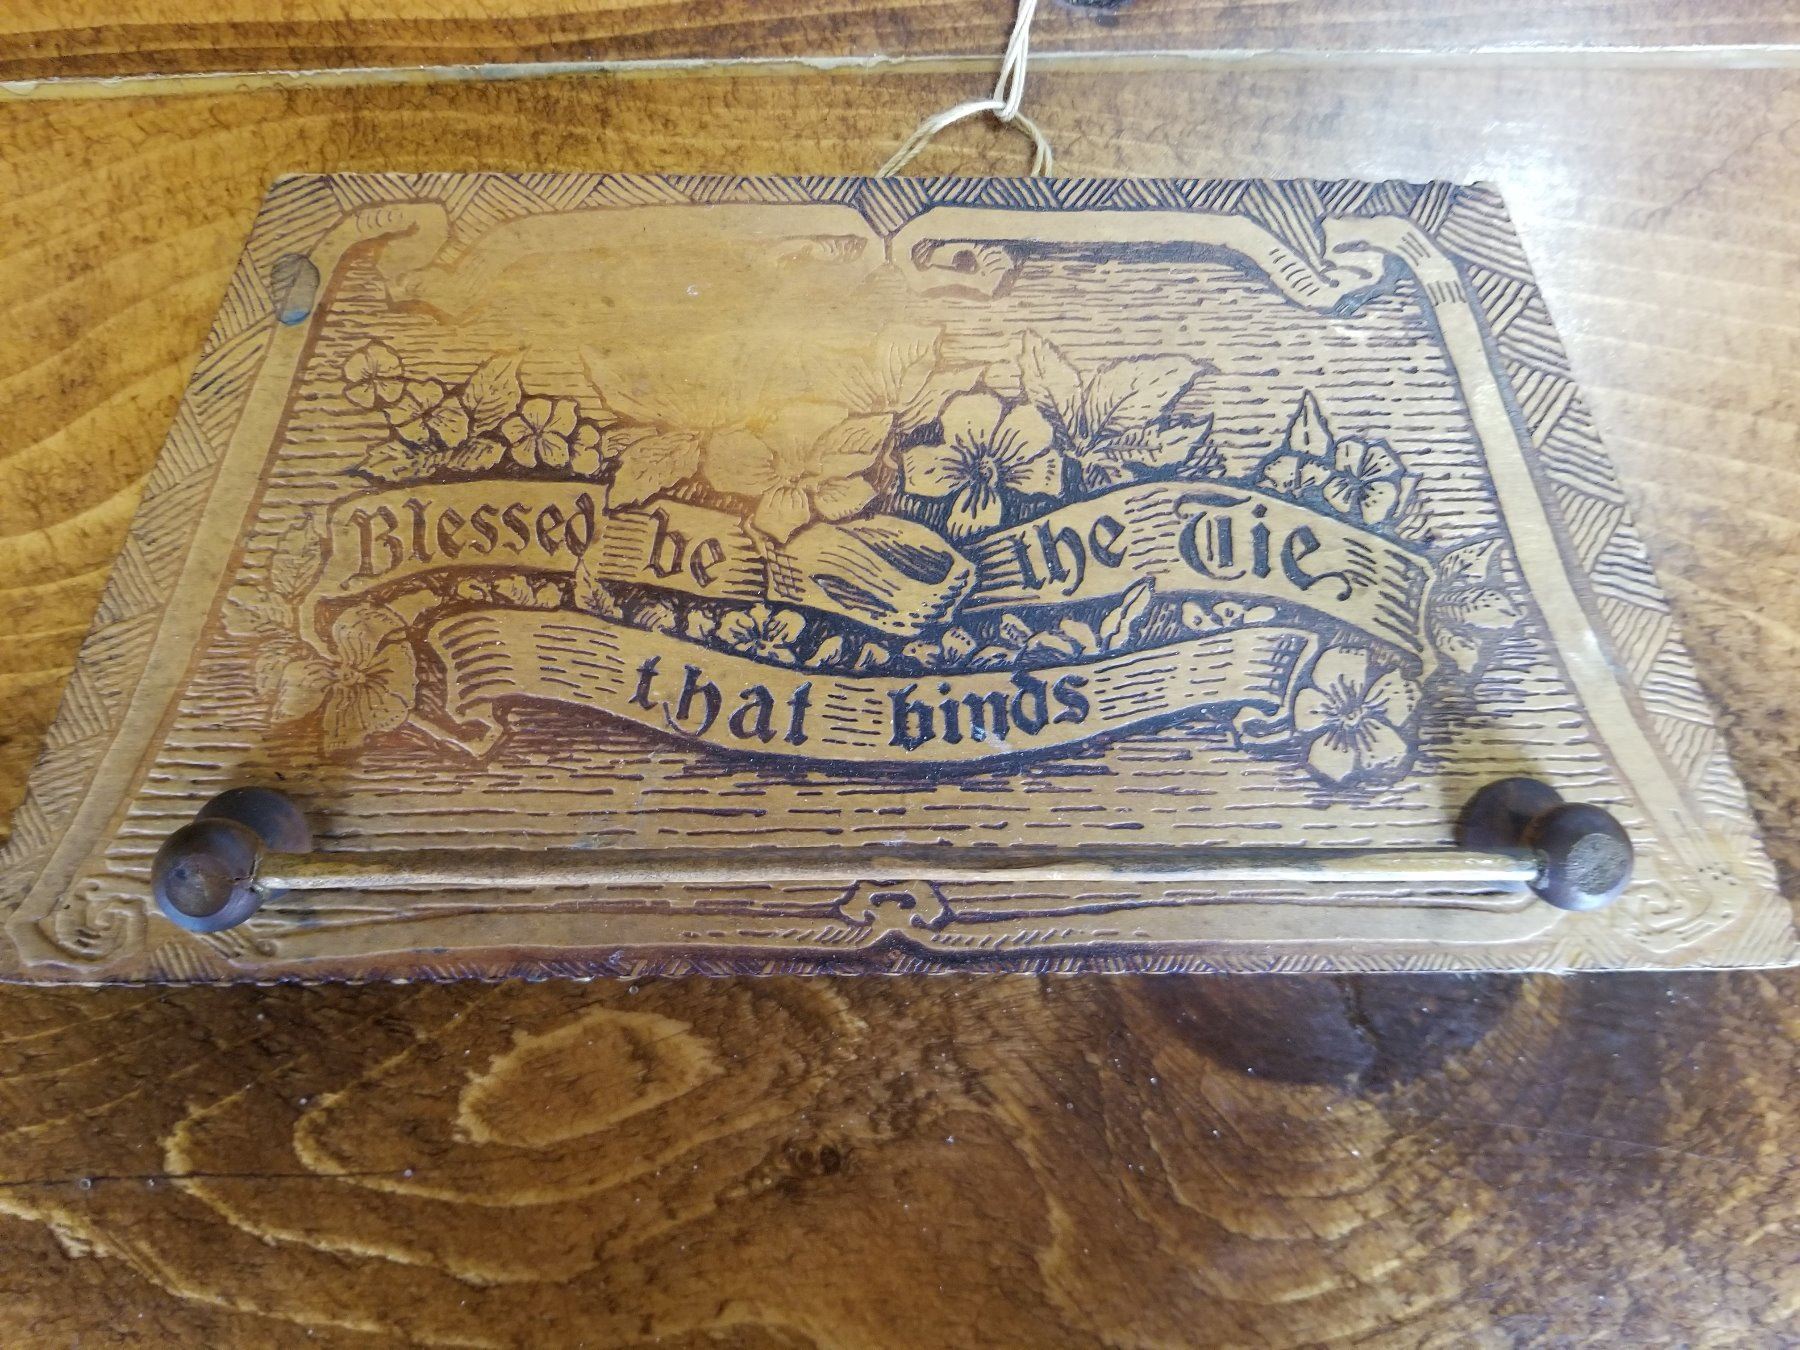 Blessed be the Tie
that binds